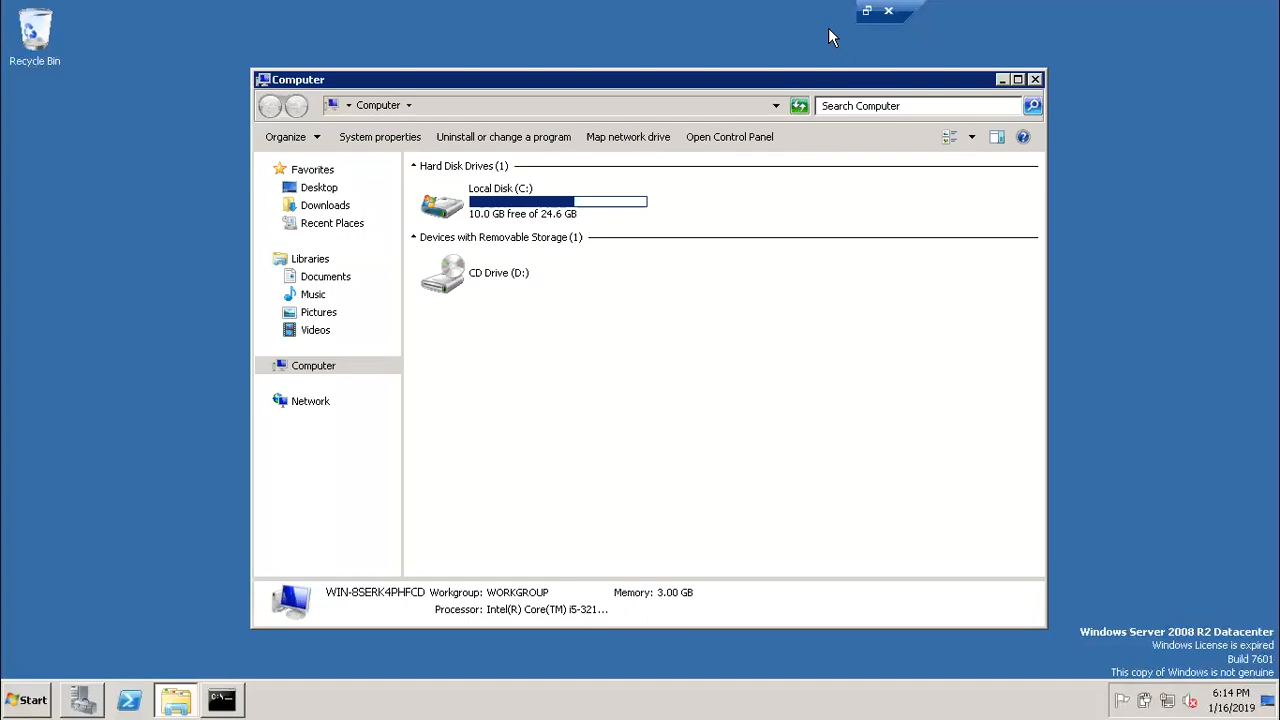 Recycle Bin
Computer
Computer
Search Computer
Organize
System properties
Uninstall or change a program
Map network drive
Open Control Panel
Favorites
Desktop
Downloads
Recent Places
Libraries
Documents
Music
Pictures
Videos
Computer
Network
Hard Disk Drives (1)
Local Disk (C:)
10.0 GB free of 24.6 GB
Devices with Removable Storage (1)
CD Drive (D:)
WIN-8SERK4PHFCD Workgroup: WORKGROUP Memory: 3.00 GB
Processor: Intel(R) Core(TM) i5-321...
Windows Server 2008 R2 Datacenter
Windows License is expired
Build 7601
This copy of Windows is not genuine
Start
C:\
6:14 PM
1/16/2019